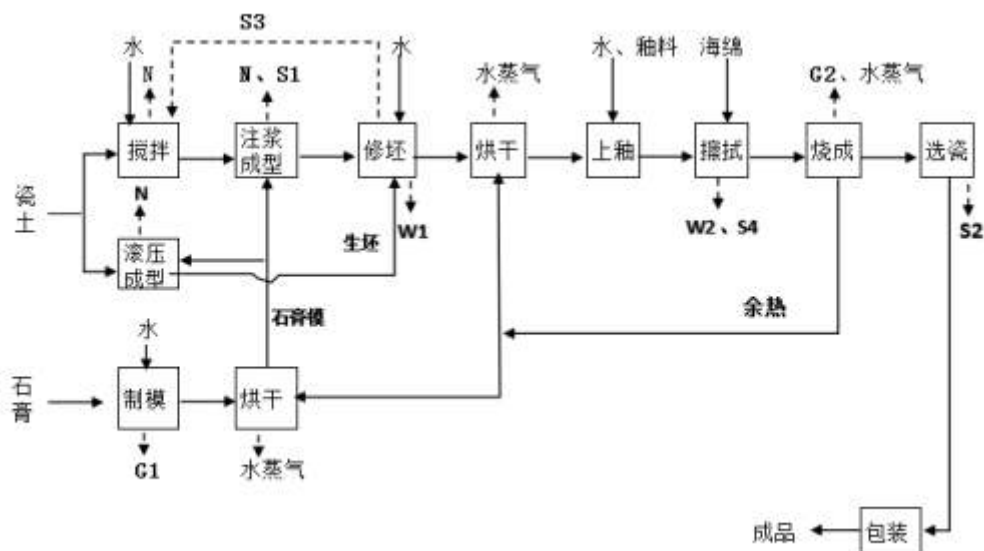 S3
水
水
水、釉料
海绵
N
N、S1
水蒸气
G2、水蒸气
搅拌
注浆
成型
修坯
烘干
上釉
擦拭
烧成
选瓷
瓷土
N
生坯
W1
W2、S4
S2
滚压
成型
石膏模
余热
水
石膏
制模
烘干
G1
水蒸气
成品
包装